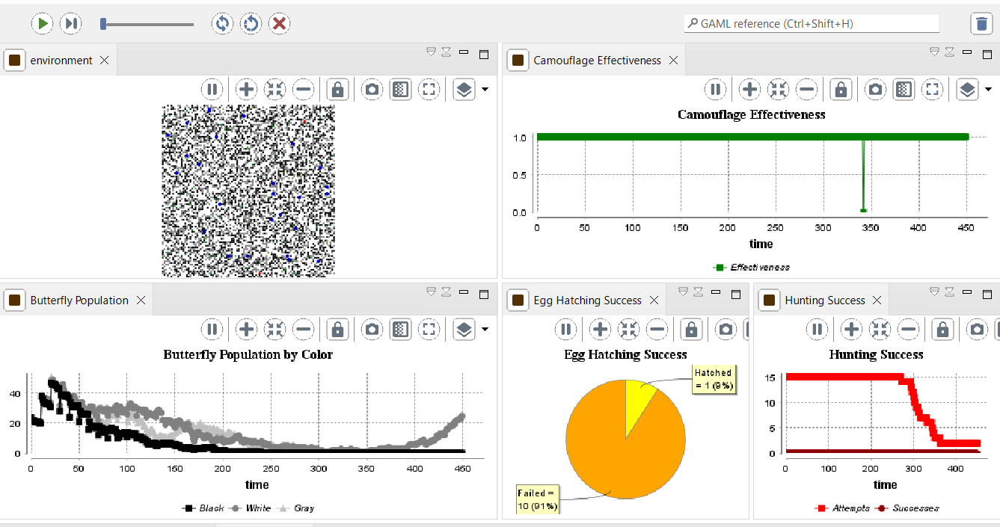 GAML reference (Ctrl+Shift+H)
environment
Camouflage Effectiveness
Camouflage Effectiveness
1.0
0.5
0.0
0 50 100 150 200 250 300 350 400 450
time
Effectiveness
Butterfly Population
Egg Hatching Success
Hunting Success
Butterfly Population by Color
40
20
0
0 50 100 150 200 250 300 350 400 450
time
Black White Gray
Egg Hatching Success
Hatched
= 1 (9%)
Failed =
10 (91%)
Hunting Success
15
10
5
0
0 100 200 300 400
time
Attempts Successes